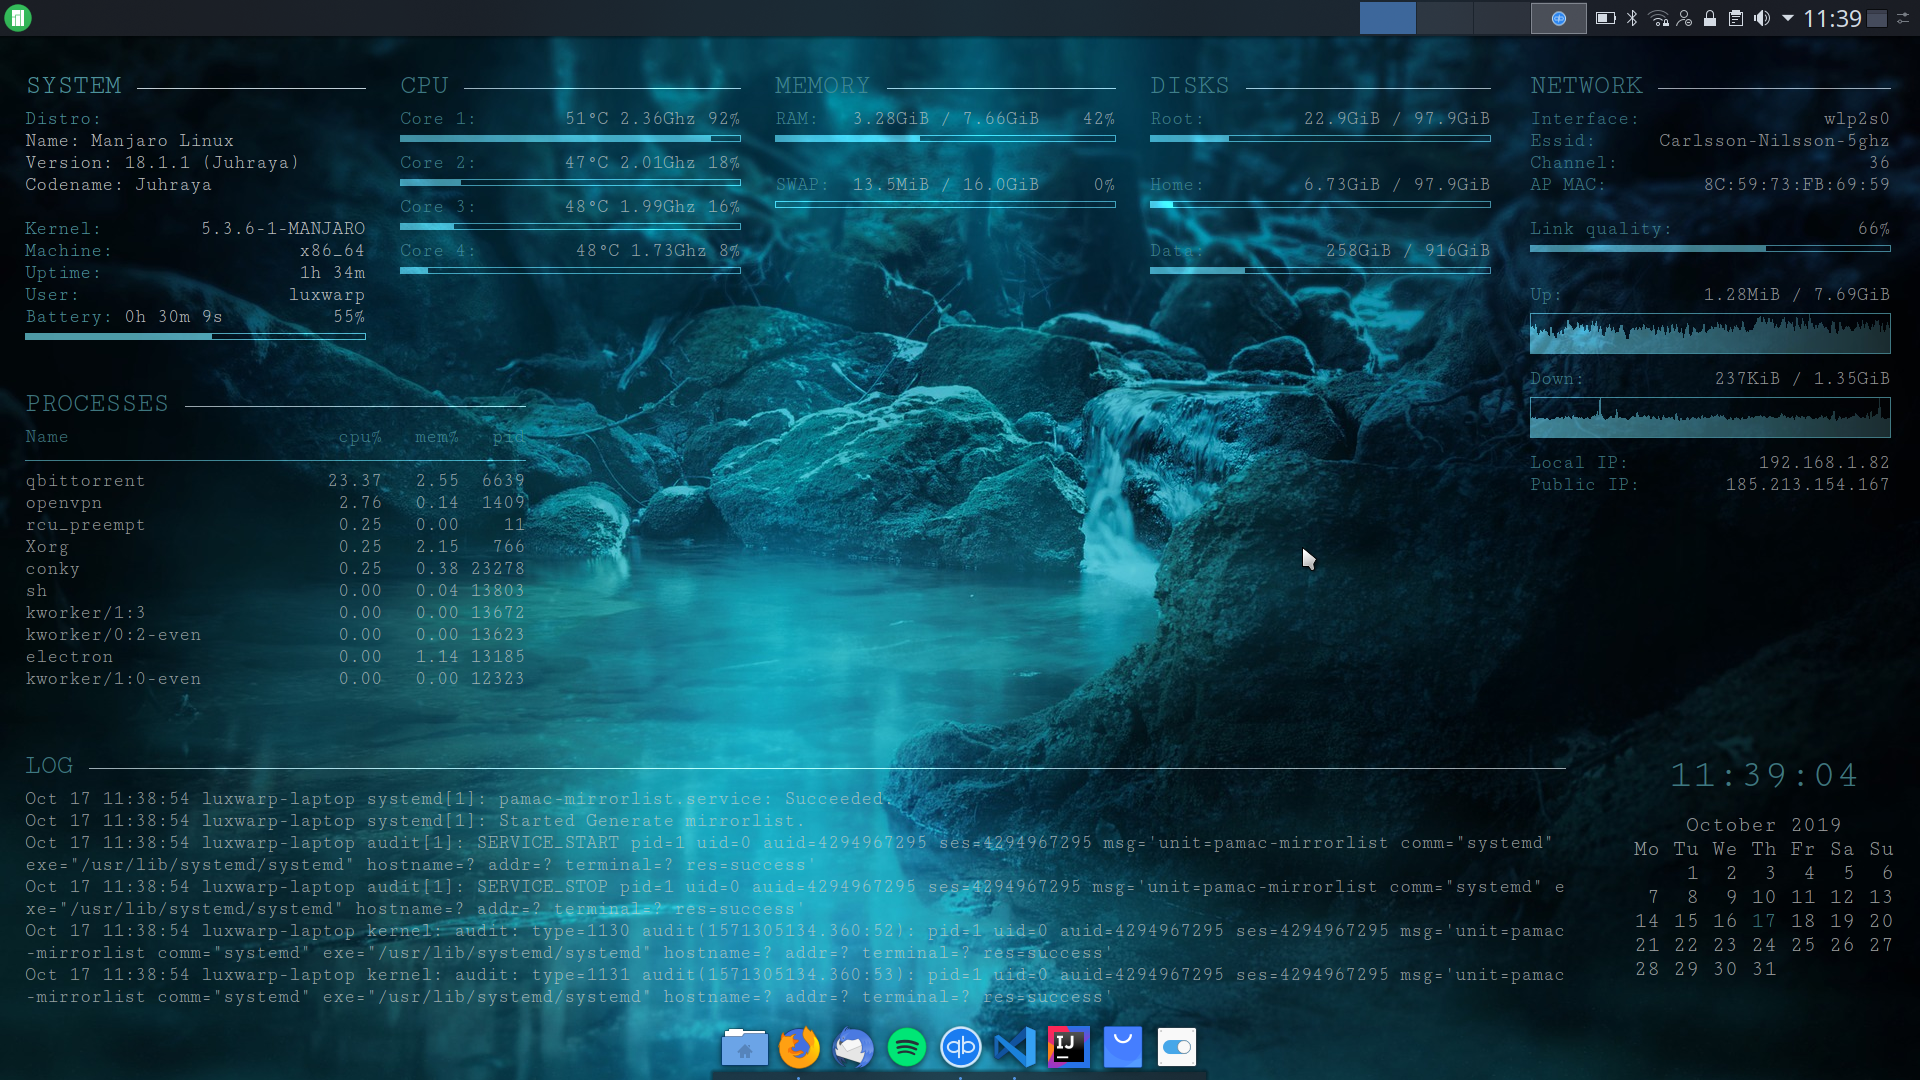 11:39
SYSTEM
Distro:
Name: Manjaro Linux
Version: 18.1.1 (Juhraya)
Codename: Juhraya
Kernel: 5.3.6-1-MANJARO
Machine: x86_64
Uptime: 1h 34m
User: luxwarp
Battery: 0h 30m 9s 55%
CPU
Core 1: 51°C 2.36Ghz 92%
Core 2: 47°C 2.01Ghz 18%
Core 3: 48°C 1.99Ghz 16%
Core 4: 48°C 1.73Ghz 8%
MEMORY
RAM: 3.28GiB / 7.66GiB 42%
SWAP: 13.5MiB / 16.0GiB 0%
DISKS
Root: 22.9GiB / 97.9GiB
Home: 6.73GiB / 97.9GiB
Data: 258GiB / 916GiB
NETWORK
Interface: wlp2s0
Essid: Carlsson-Nilsson-5ghz
Channel: 36
AP MAC: 8C:59:73:FB:69:59
Link quality: 66%
Up: 1.28MiB / 7.69GiB
Down: 237KiB / 1.35GiB
Local IP: 192.168.1.82
Public IP: 185.213.154.167
PROCESSES
Name cpu% mem% pid
qbittorrent 23.37 2.55 6639
openvpn 2.76 0.14 1409
rcu_preempt 0.25 0.00 11
Xorg 0.25 2.15 766
conky 0.25 0.38 23278
sh 0.00 0.04 13803
kworker/1:3 0.00 0.00 13672
kworker/0:2-even 0.00 0.00 13623
electron 0.00 1.14 13185
kworker/1:0-even 0.00 0.00 12323
LOG
Oct 17 11:38:54 luxwarp-laptop systemd[1]: pamac-mirrorlist.service: Succeeded.
Oct 17 11:38:54 luxwarp-laptop systemd[1]: Started Generate mirrorlist.
Oct 17 11:38:54 luxwarp-laptop audit[1]: SERVICE_START pid=1 uid=0 auid=4294967295 ses=4294967295 msg='unit=pamac-mirrorlist comm="systemd"
exe="/usr/lib/systemd/systemd" hostname=? addr=? terminal=? res=success'
Oct 17 11:38:54 luxwarp-laptop audit[1]: SERVICE_STOP pid=1 uid=0 auid=4294967295 ses=4294967295 msg='unit=pamac-mirrorlist comm="systemd" e
xe="/usr/lib/systemd/systemd" hostname=? addr=? terminal=? res=success'
Oct 17 11:38:54 luxwarp-laptop kernel: audit: type=1130 audit(1571305134.360:52): pid=1 uid=0 auid=4294967295 ses=4294967295 msg='unit=pamac
-mirrorlist comm="systemd" exe="/usr/lib/systemd/systemd" hostname=? addr=? terminal=? res=success'
Oct 17 11:38:54 luxwarp-laptop kernel: audit: type=1131 audit(1571305134.360:53): pid=1 uid=0 auid=4294967295 ses=4294967295 msg='unit=pamac
-mirrorlist comm="systemd" exe="/usr/lib/systemd/systemd" hostname=? addr=? terminal=? res=success'
11:39:04
October 2019
Mo Tu We Th Fr Sa Su
1 2 3 4 5 6
7 8 9 10 11 12 13
14 15 16 17 18 19 20
21 22 23 24 25 26 27
28 29 30 31
qb
IJ